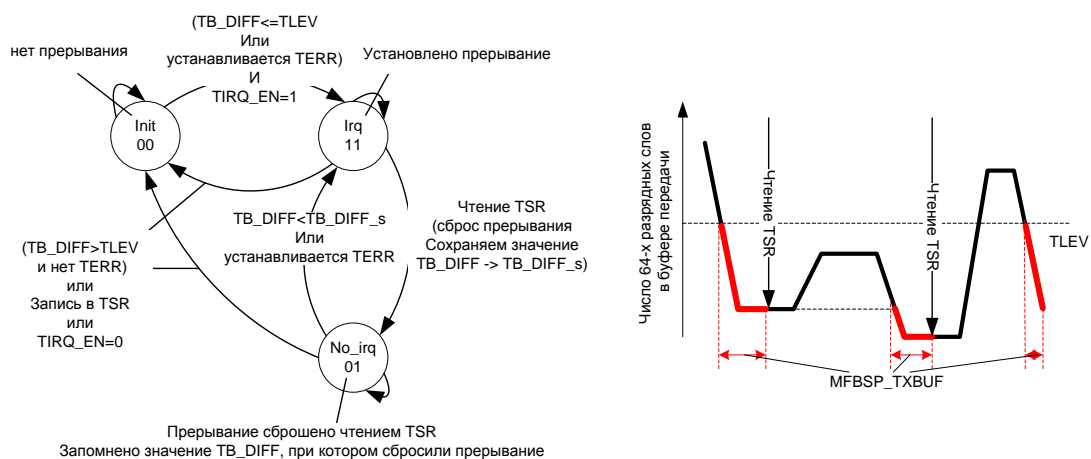 (TB_DIFF<=TLEV
Или
устанавливается TERR)
И
TIRQ_EN=1
нет прерывания
Установлено прерывание
Init
00
Irq
11
TB_DIFF<TB_DIFF_s
Или
устанавливается TERR
Чтение TSR
(сброс прерывания
Сохраняем значение
TB_DIFF -> TB_DIFF_s)
(TB_DIFF>TLEV
и нет TERR)
или
Запись в TSR
или
TIRQ_EN=0
No_irq
01
Прерывание сброшено чтением TSR
Запомнено значение TB_DIFF, при котором сбросили прерывание
Число 64-х разрядных слов
в буфере передачи
Чтение TSR
Чтение TSR
TLEV
MFBSP_TXBUF